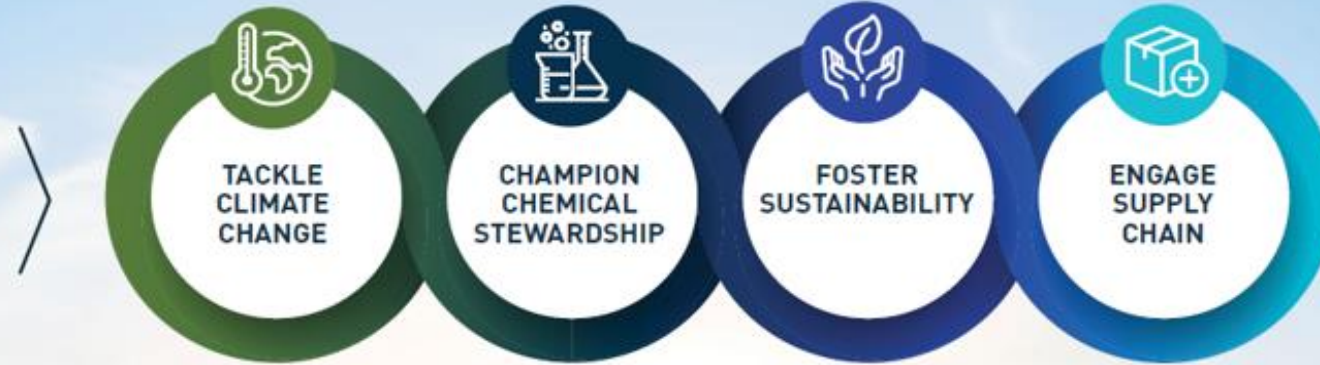 TACKLE
CLIMATE
CHANGE
CHAMPION
CHEMICAL
STEWARDSHIP
FOSTER
SUSTAINABILITY
ENGAGE
SUPPLY
CHAIN